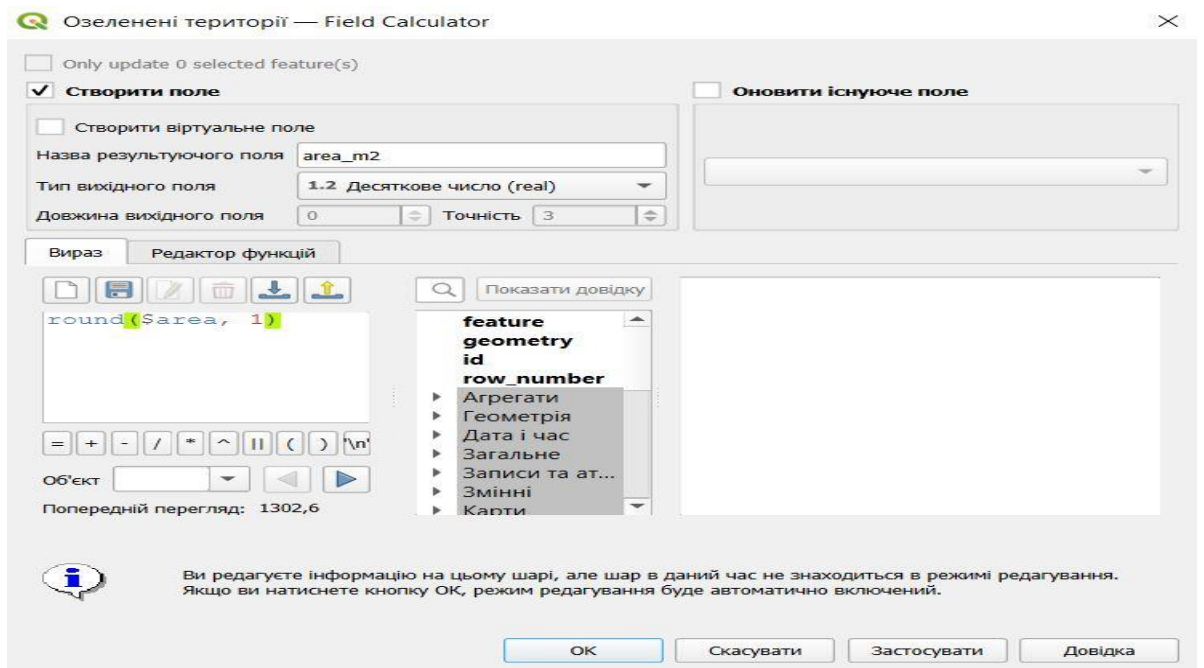 Озеленені території — Field Calculator
Only update 0 selected feature(s)
Створити поле
Оновити існуюче поле
Створити віртуальне поле
Назва результуючого поля area_m2
Тип вихідного поля 1.2 Десяткове число (real)
Довжина вихідного поля 0 Точність 3
Вираз Редактор функцій
Показати довідку
round($area, 1)
feature
geometry
id
row_number
Агрегати
Геометрія
Дата і час
Загальне
Записи та ат...
Змінні
Карти
= + - / * ^ || ( ) '\n'
Об'єкт
Попередній перегляд: 1302,6
Ви редагуєте інформацію на цьому шарі, але шар в даний час не знаходиться в режимі редагування.
Якщо ви натиснете кнопку ОК, режим редагування буде автоматично включений.
ОК Скасувати Застосувати Довідка